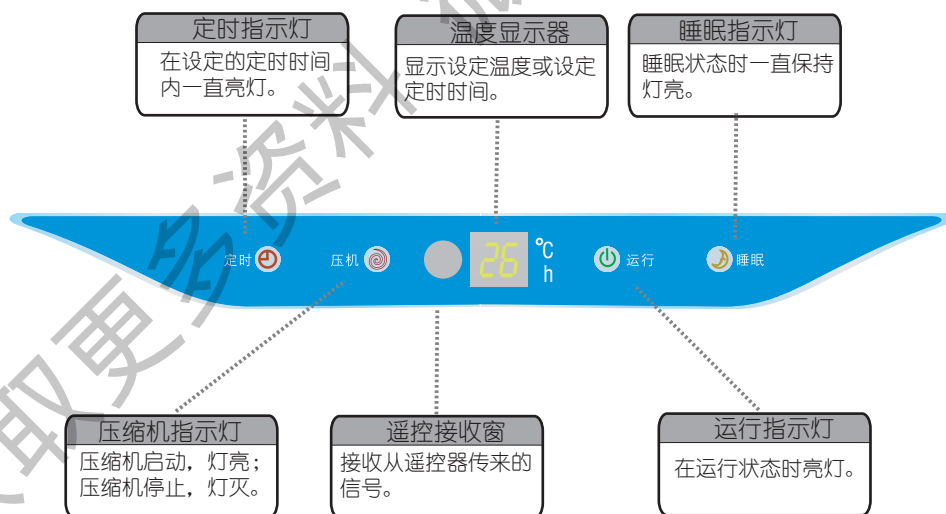 定时指示灯
在设定的定时时间
内一直亮灯。
温度显示器
显示设定温度或设定
定时时间。
睡眠指示灯
睡眠状态时一直保持
灯亮。
定时
压机
26
℃
h
运行
睡眠
压缩机指示灯
压缩机启动，灯亮；
压缩机停止，灯灭。
遥控接收窗
接收从遥控器传来的
信号。
运行指示灯
在运行状态时亮灯。
取更多资料